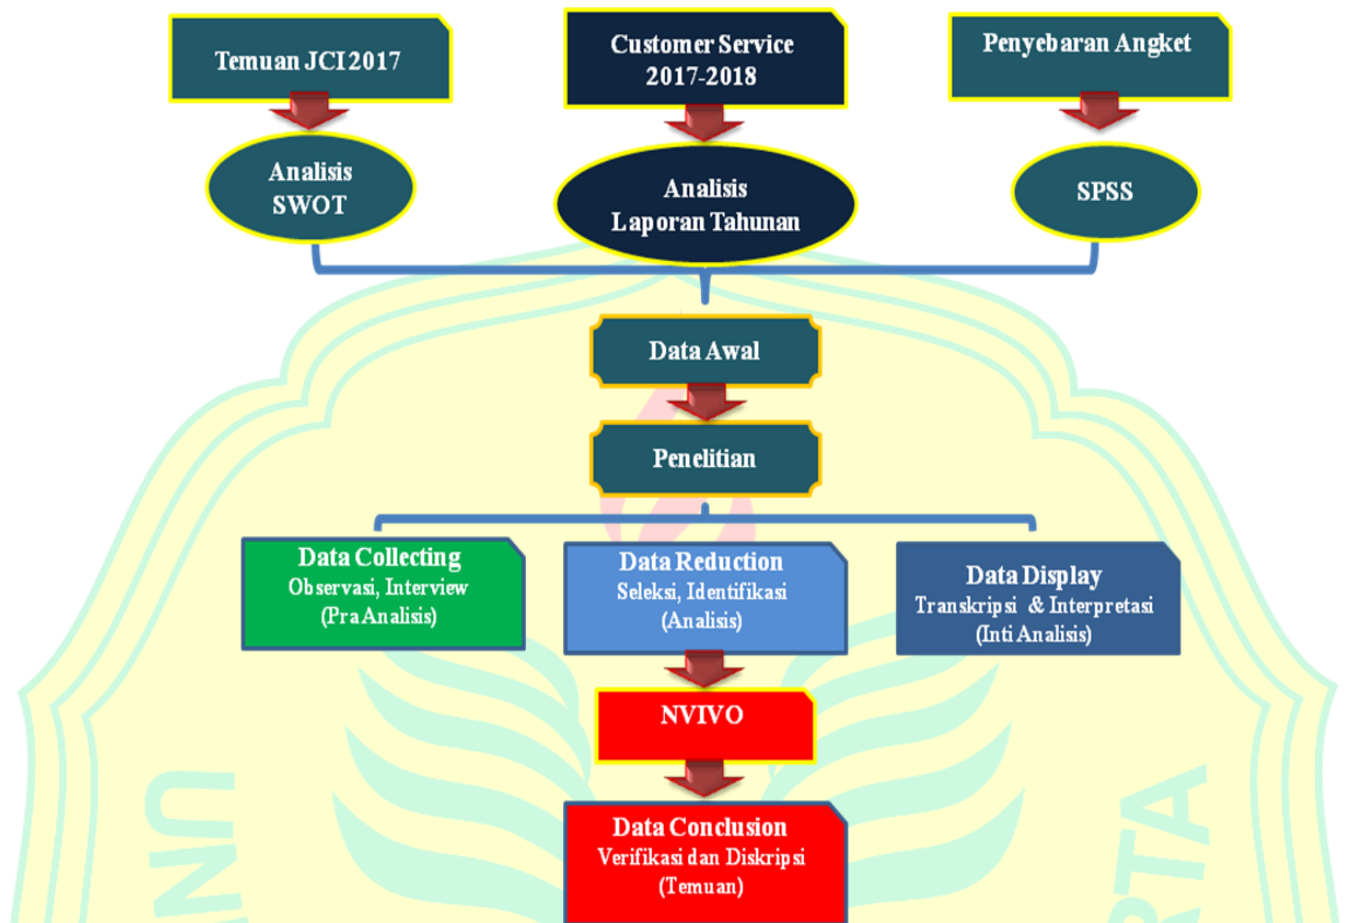 Temuan JCI 2017
Customer Service
2017-2018
Penyebaran Angket
Analisis
SWOT
Analisis
Laporan Tahunan
SPSS
Data Awal
Penelitian
Data Collecting
Observasi, Interview
(Pra Analisis)
Data Reduction
Seleksi, Identifikasi
(Analisis)
Data Display
Transkripsi & Interpretasi
(Inti Analisis)
NVIVO
Data Conclusion
Verifikasi dan Diskripsi
(Temuan)